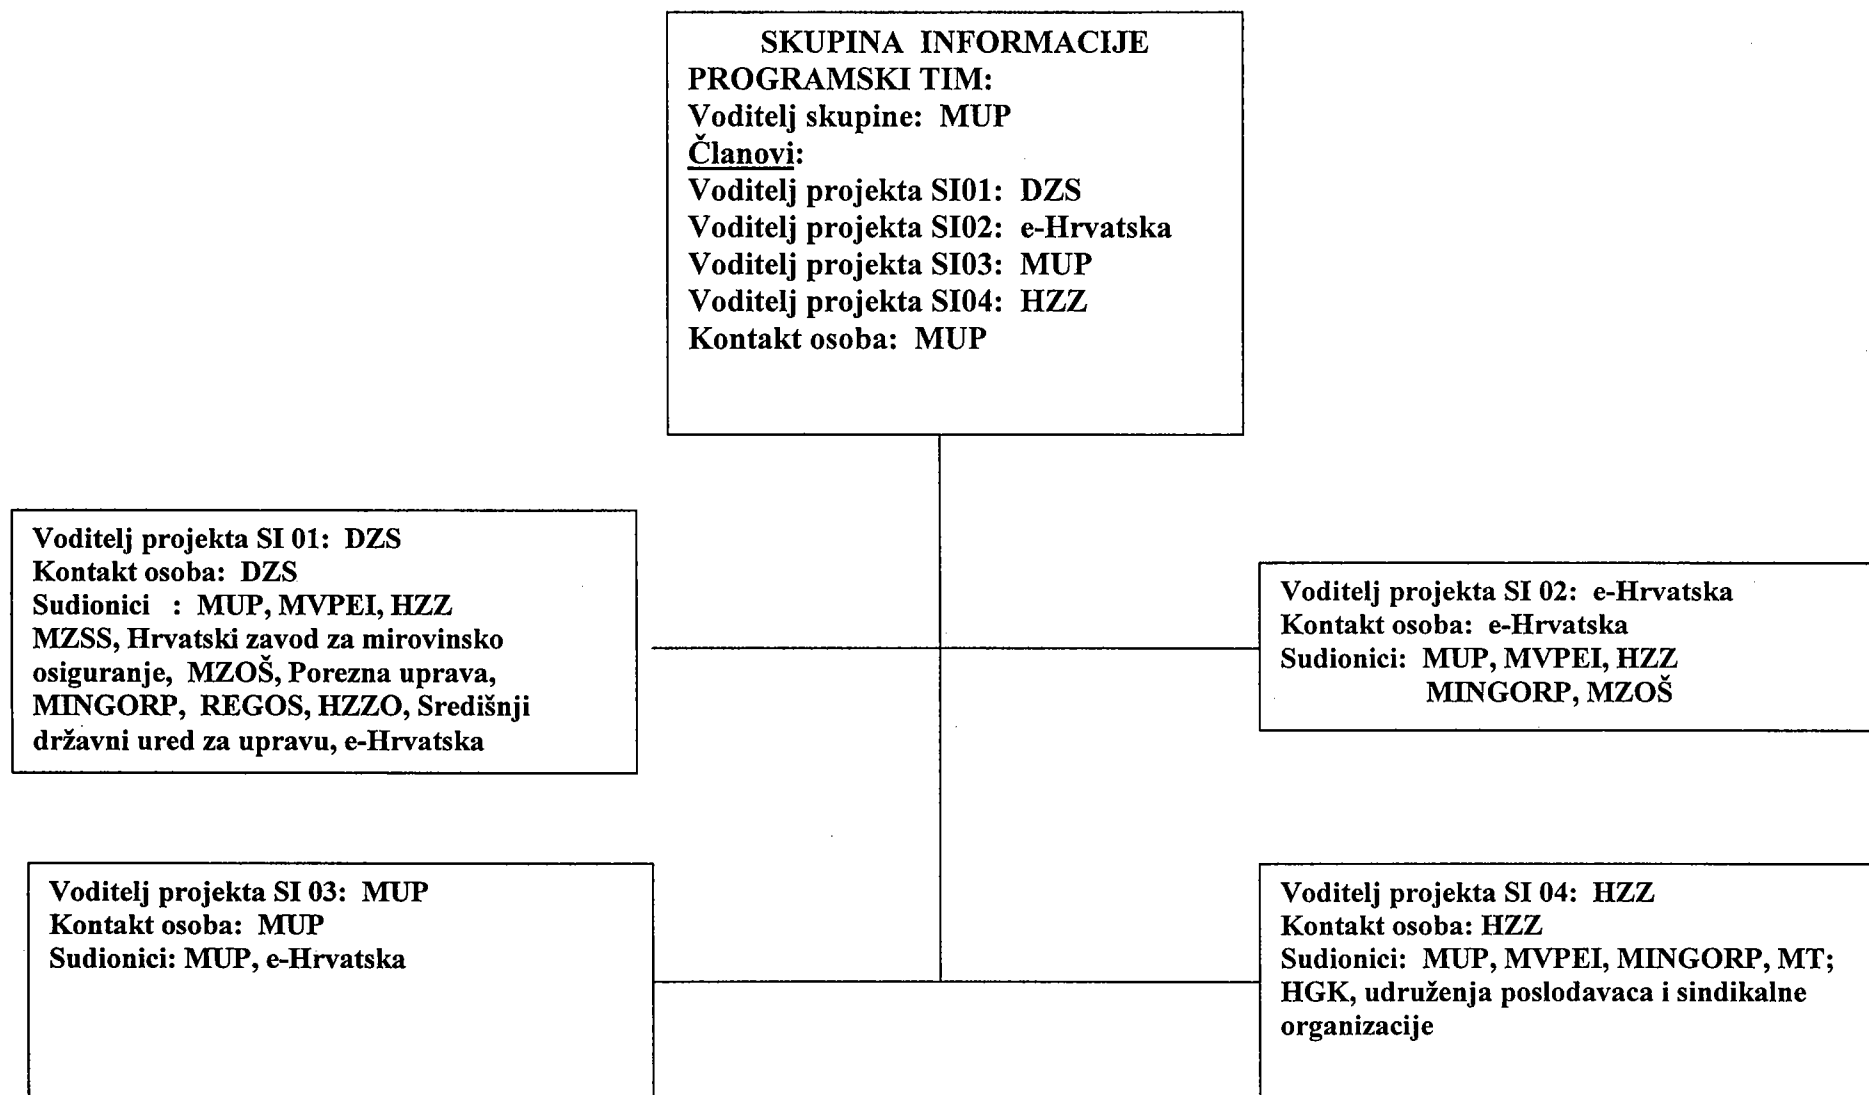 SKUPINA INFORMACIJE
PROGRAMSKI TIM:
Voditelj skupine: MUP
Članovi:
Voditelj projekta SI01: DZS
Voditelj projekta SI02: e-Hrvatska
Voditelj projekta SI03: MUP
Voditelj projekta SI04: HZZ
Kontakt osoba: MUP
Voditelj projekta SI 01: DZS
Kontakt osoba: DZS
Sudionici : MUP, MVPEI, HZZ
MZSS, Hrvatski zavod za mirovinsko
osiguranje, MZOŠ, Porezna uprava,
MINGORP, REGOS, HZZO, Središnji
državni ured za upravu, e-Hrvatska
Voditelj projekta SI 02: e-Hrvatska
Kontakt osoba: e-Hrvatska
Sudionici: MUP, MVPEI, HZZ
MINGORP, MZOŠ
Voditelj projekta SI 03: MUP
Kontakt osoba: MUP
Sudionici: MUP, e-Hrvatska
Voditelj projekta SI 04: HZZ
Kontakt osoba: HZZ
Sudionici: MUP, MVPEI, MINGORP, MT;
HGK, udruženja poslodavaca i sindikalne
organizacije